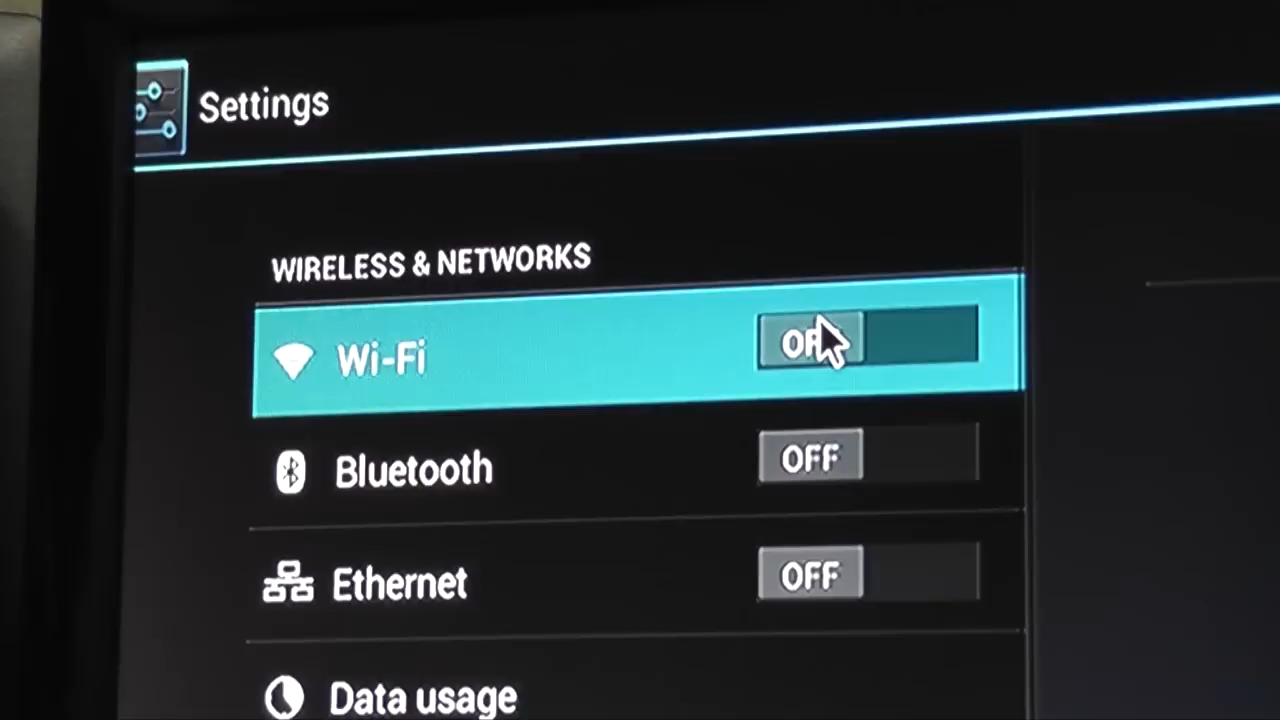 Settings
WIRELESS & NETWORKS
Wi-Fi
Bluetooth OFF
Ethernet OFF
Data usage